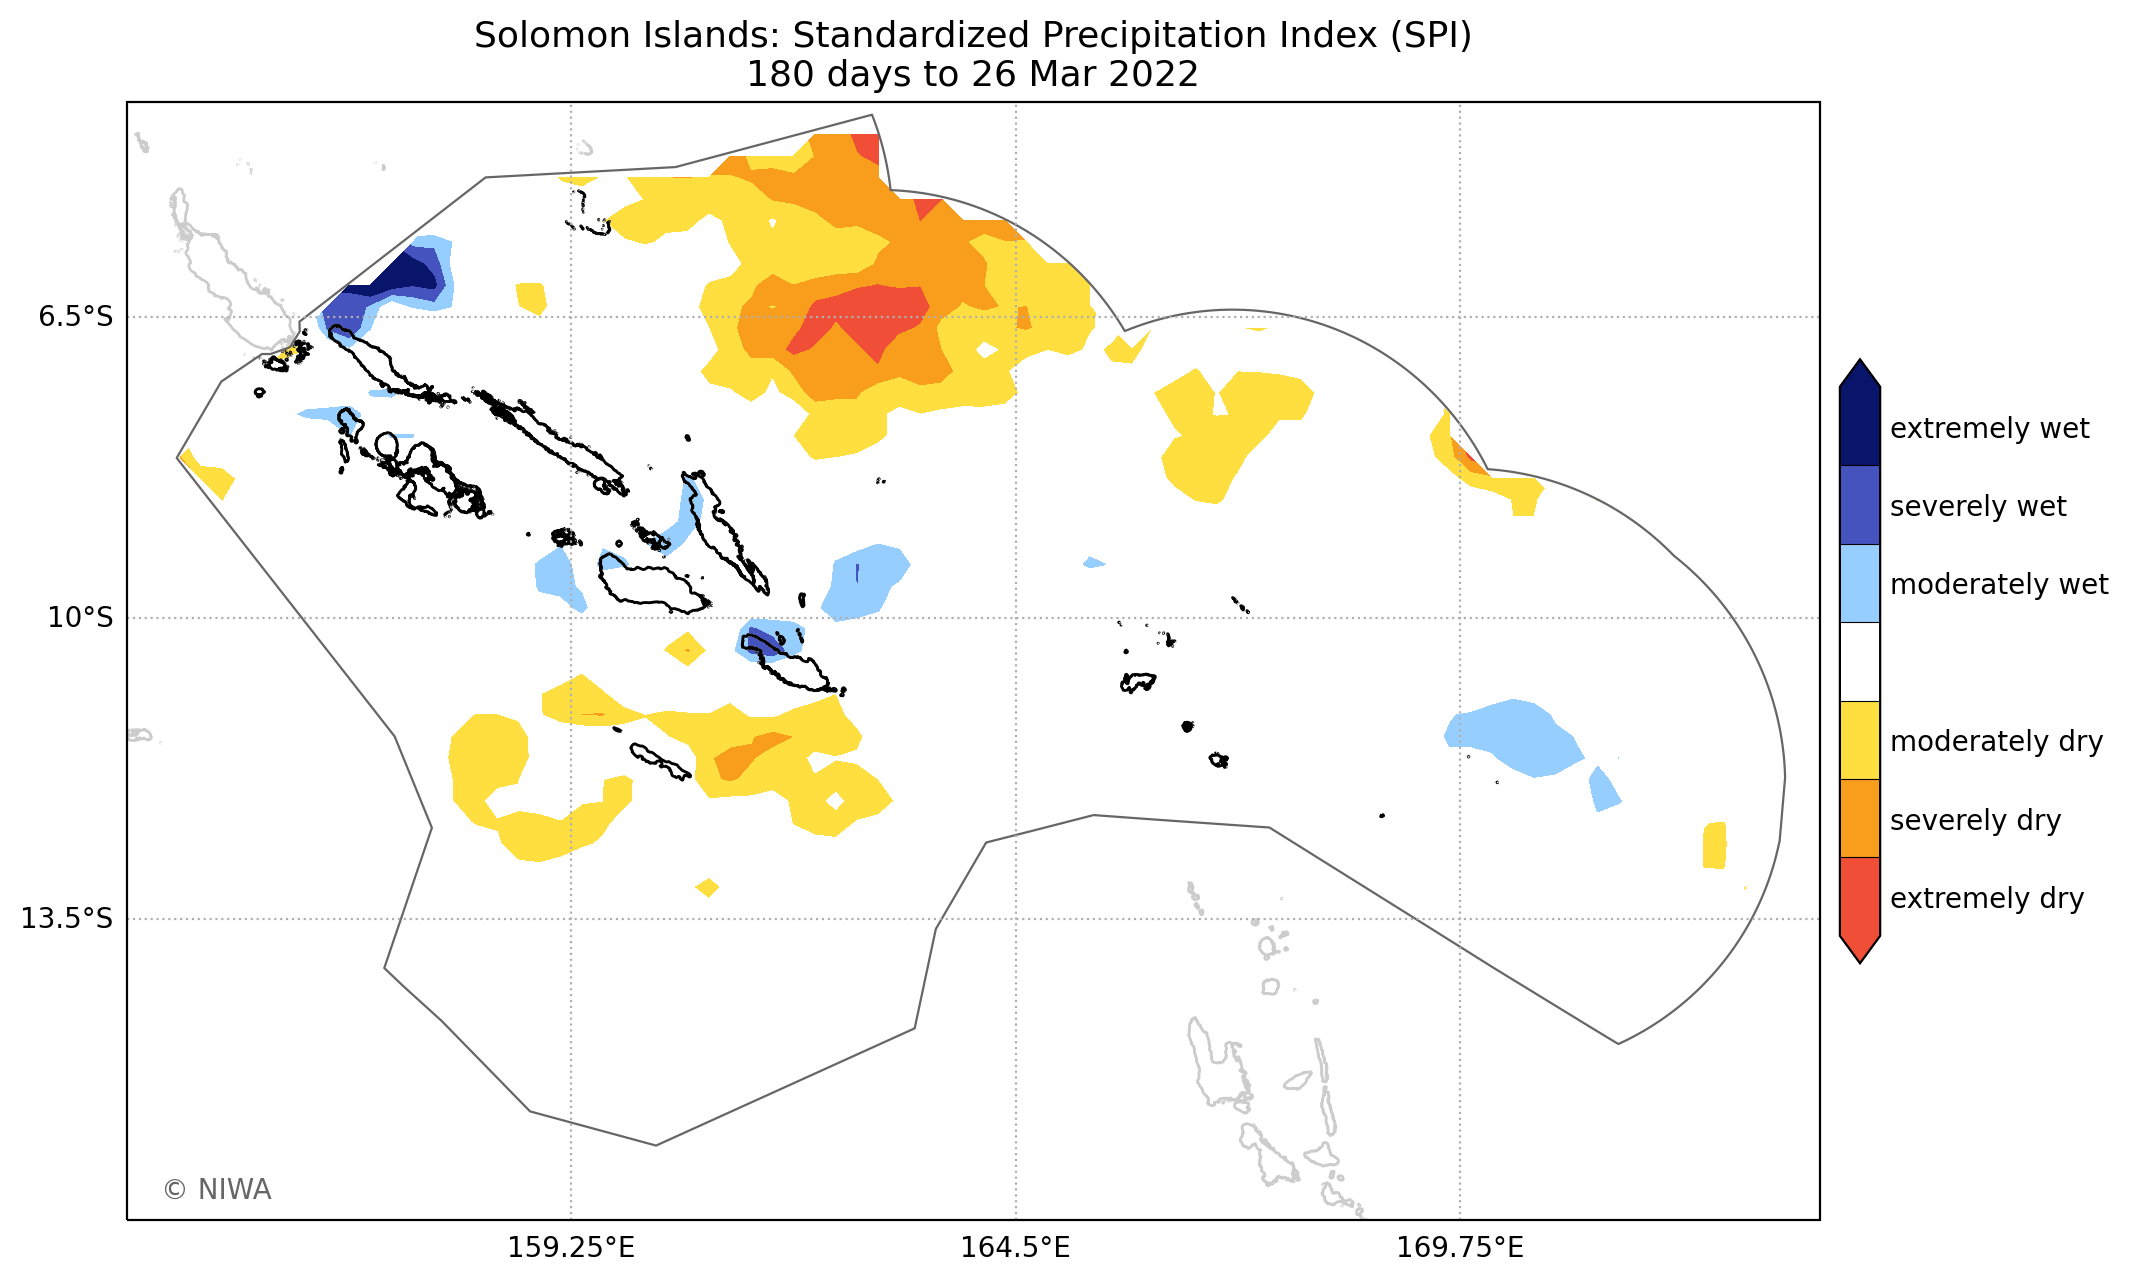 Solomon Islands: Standardized Precipitation Index (SPI)
180 days to 26 Mar 2022
6.5°S
10°S
13.5°S
159.25°E
164.5°E
169.75°E
extremely wet
severely wet
moderately wet
moderately dry
severely dry
extremely dry
© NIWA